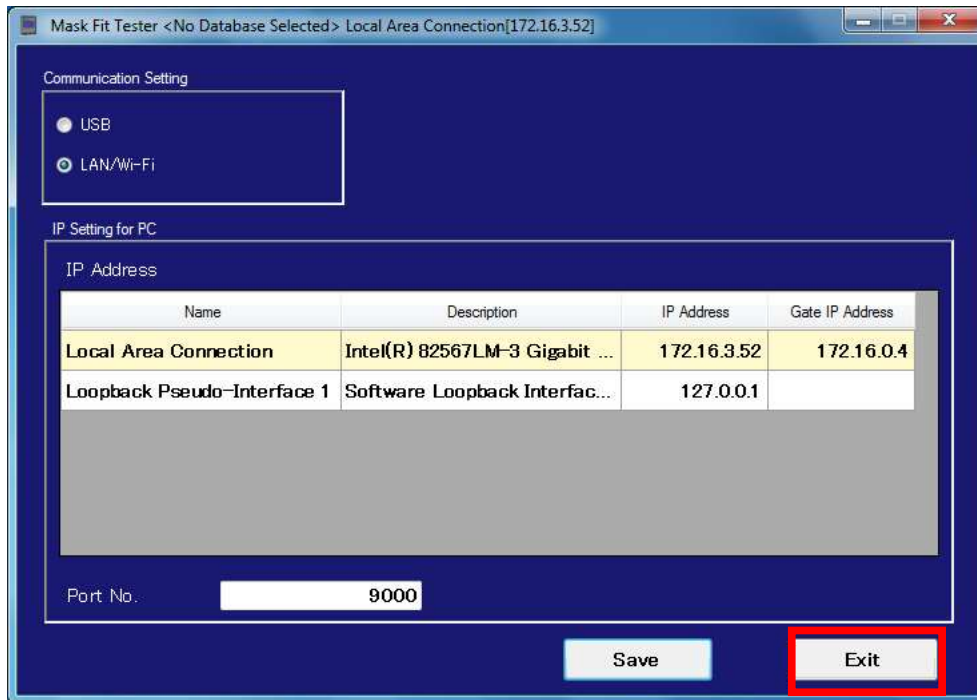 Mask Fit Tester <No Database Selected> Local Area Connection[172.16.3.52]
Communication Setting
USB
LAN/Wi-Fi
IP Setting for PC
IP Address
Name Description IP Address Gate IP Address
Local Area Connection Intel(R) 82567LM-3 Gigabit ... 172.16.3.52 172.16.0.4
Loopback Pseudo-Interface 1 Software Loopback Interfac... 127.0.0.1
Port No. 9000
Save Exit